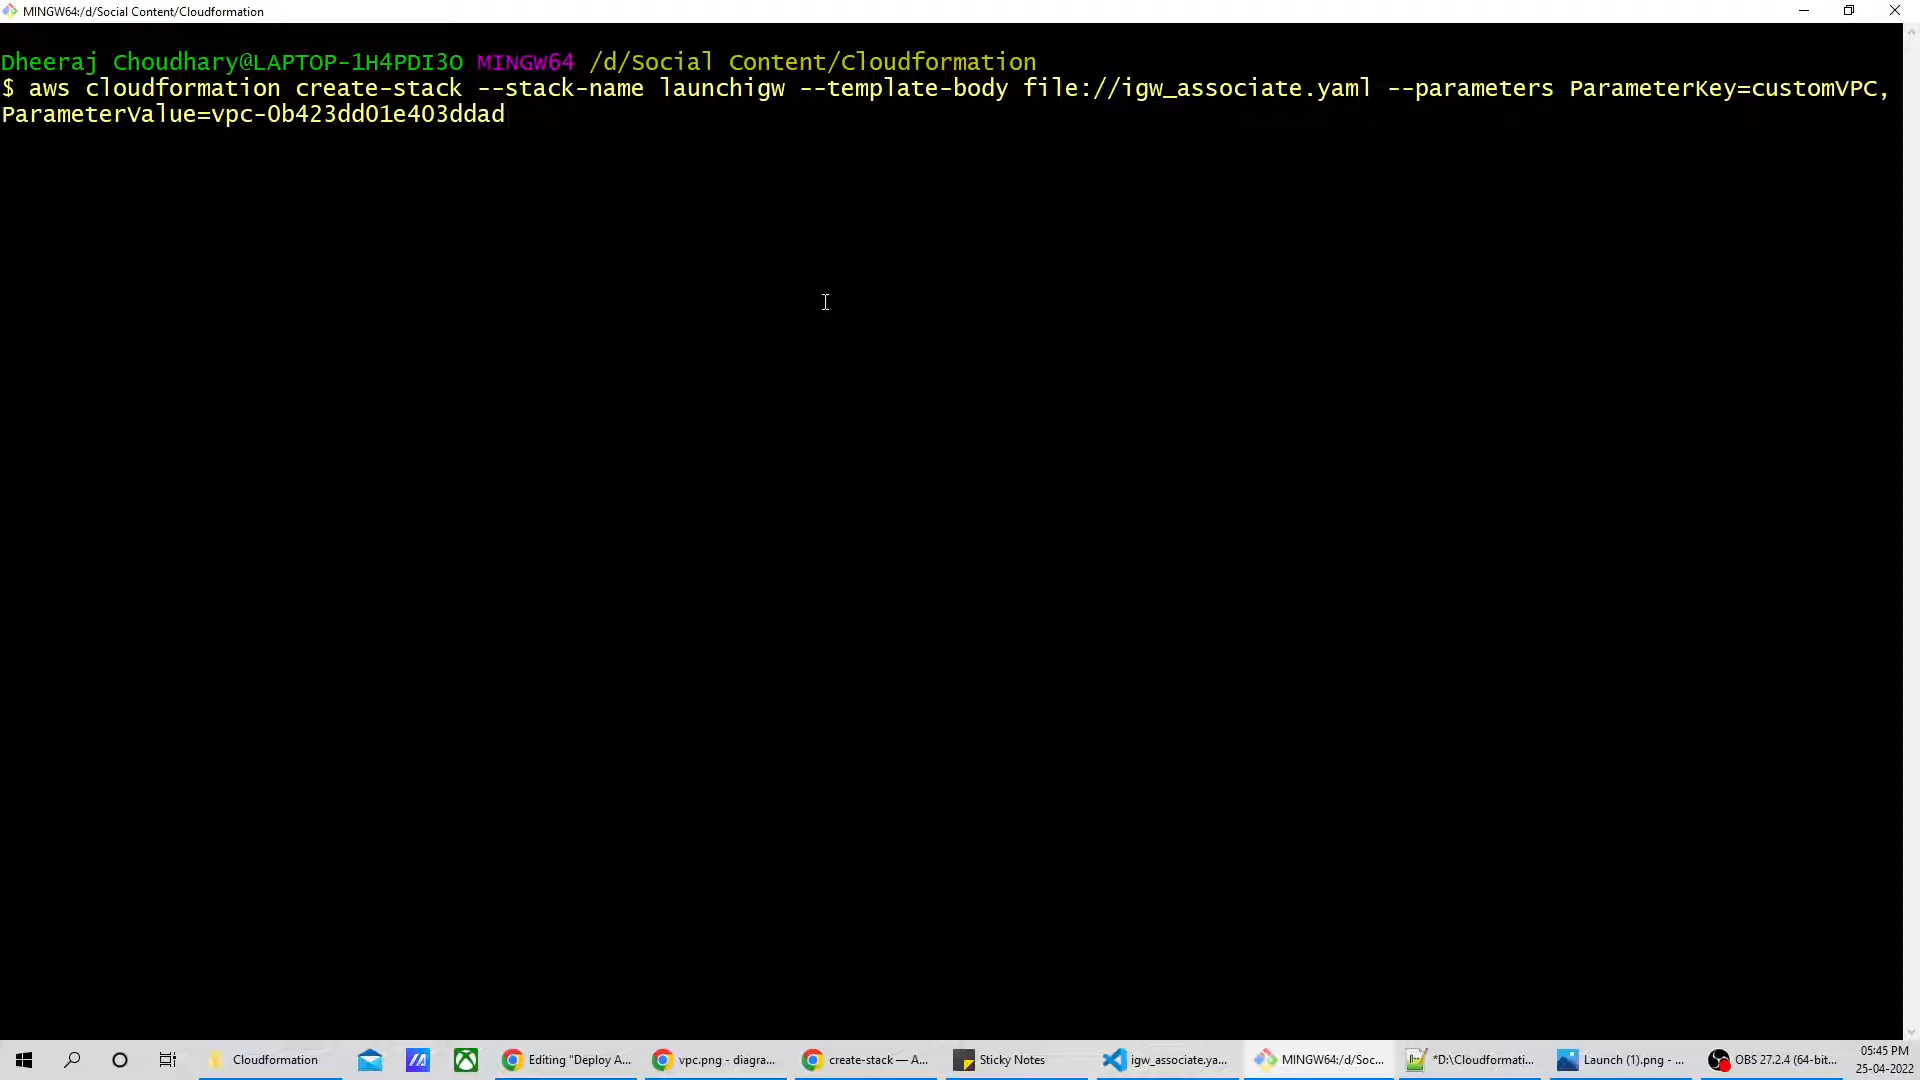 MINGW64:/d/Social Content/Cloudformation
Dheeraj Choudhary@LAPTOP-1H4PDI3O MINGW64 /d/Social Content/Cloudformation
$ aws cloudformation create-stack --stack-name launchigw --template-body file://igw_associate.yaml --parameters ParameterKey=customVPC,
ParameterValue=vpc-0b423dd01e403ddad
Cloudformation
Editing "Deploy A...
vpc.png - diagra...
create-stack — A...
Sticky Notes
igw_associate.ya...
MINGW64:/d/Soc...
*D:\Cloudformati...
Launch (1).png - ...
OBS 27.2.4 (64-bit...
05:45 PM
25-04-2022